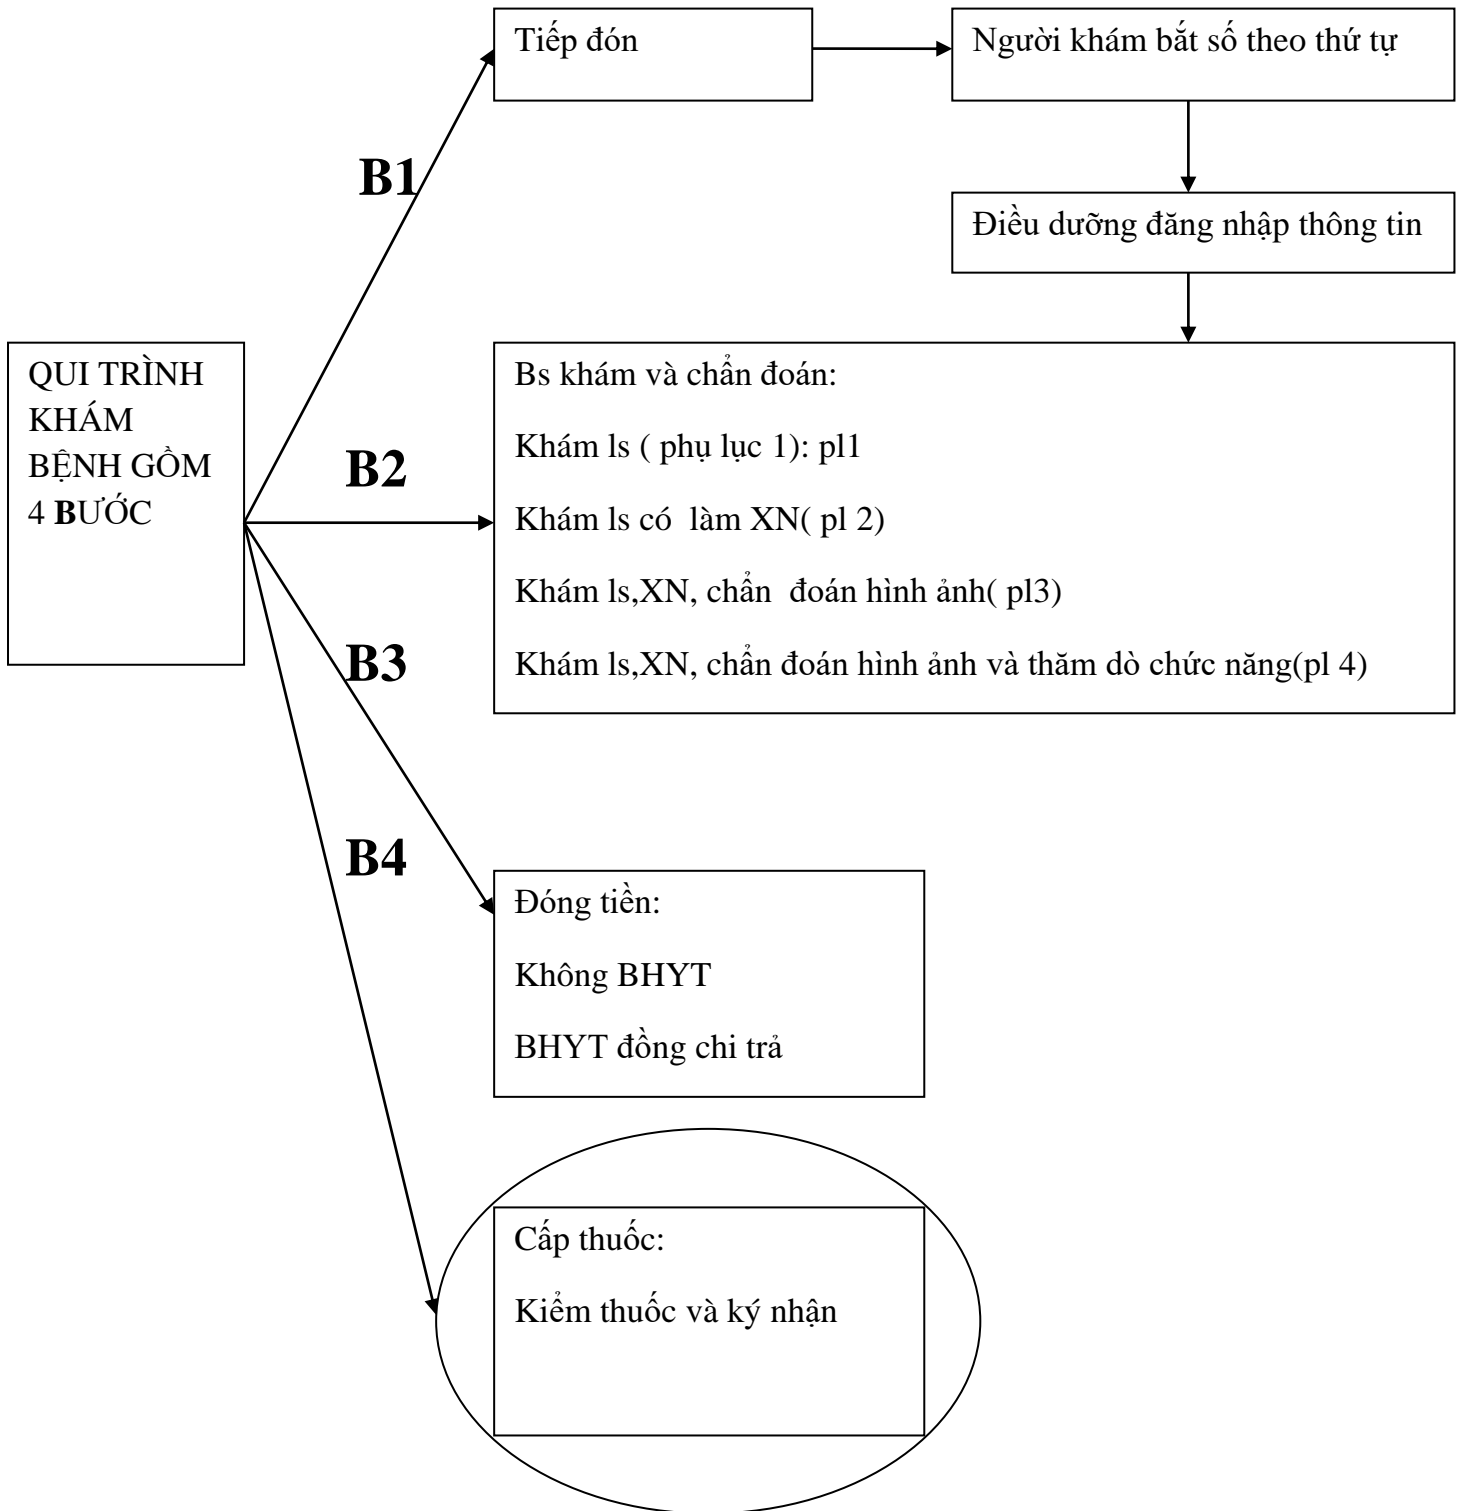 Tiếp đón
Người khám bắt số theo thứ tự
B1
Điều dưỡng đăng nhập thông tin
QUI TRÌNH
KHÁM
BỆNH GỒM
4 BƯỚC
B2
Bs khám và chẩn đoán:
Khám ls ( phụ lục 1): pl1
Khám ls có  làm XN( pl 2)
Khám ls,XN, chẩn  đoán hình ảnh( pl3)
Khám ls,XN, chẩn đoán hình ảnh và thăm dò chức năng(pl 4)
B3
Đóng tiền:
Không BHYT
BHYT đồng chi trả
B4
Cấp thuốc:
Kiểm thuốc và ký nhận